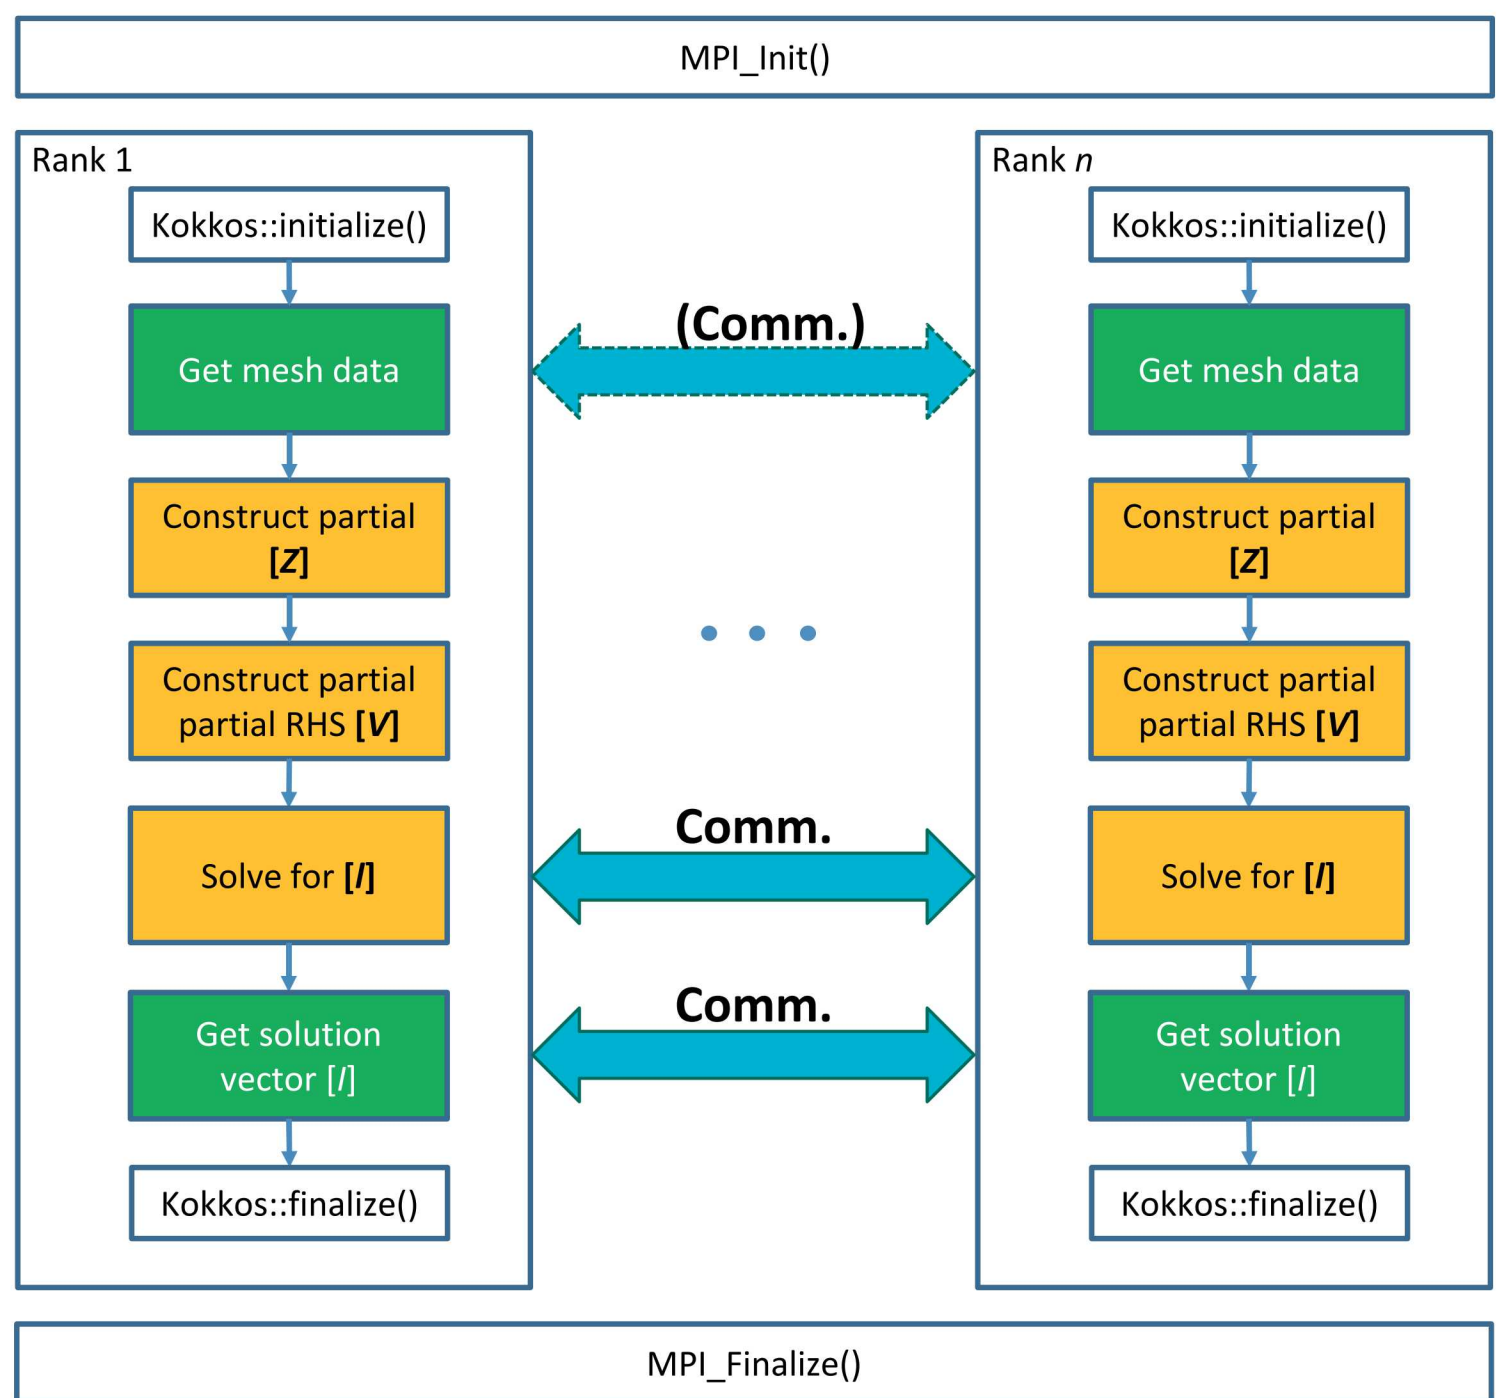 MPI_Init()
Rank 1
Kokkos::initialize()
Get mesh data
Construct partial
[Z]
Construct partial
partial RHS [V]
Solve for [I]
Get solution
vector [I]
Kokkos::finalize()
(Comm.)
Comm.
Comm.
Rank n
Kokkos::initialize()
Get mesh data
Construct partial
[Z]
Construct partial
partial RHS [V]
Solve for [I]
Get solution
vector [I]
Kokkos::finalize()
MPI_Finalize()